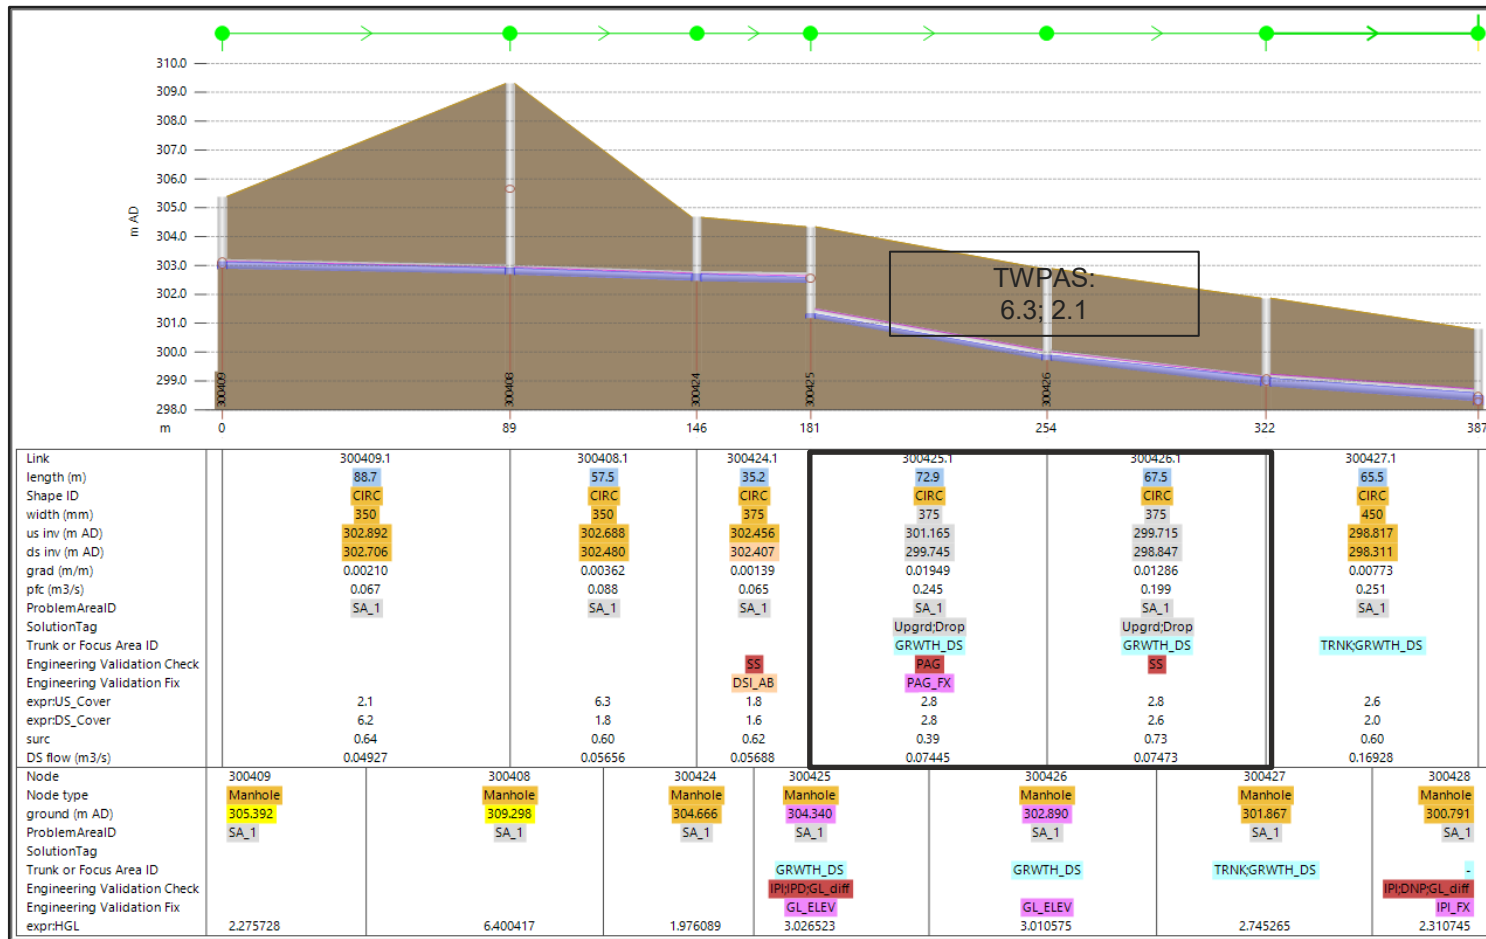 310.0
309.0
308.0
307.0
306.0
305.0
304.0
303.0
302.0
301.0
300.0
299.0
298.0
m AD
TWPAS:
6.3; 2.1
300409 300408 300424 300425 300426
m 0 89 146 181 254 322 387
Link 300409.1 300408.1 300424.1 300425.1 300426.1 300427.1
length (m) 88.7 57.5 35.2 72.9 67.5 65.5
Shape ID CIRC CIRC CIRC CIRC CIRC CIRC
width (mm) 350 350 375 375 375 450
us inv (m AD) 302.892 302.688 302.456 301.165 299.715 298.817
ds inv (m AD) 302.706 302.480 302.407 299.745 298.847 298.311
grad (m/m) 0.00210 0.00362 0.00139 0.01949 0.01286 0.00773
pfc (m3/s) 0.067 0.088 0.065 0.245 0.199 0.251
ProblemAreaID SA_1 SA_1 SA_1 SA_1 SA_1 SA_1
SolutionTag Upgrd;Drop Upgrd;Drop
Trunk or Focus Area ID GRWTH_DS GRWTH_DS TRNK;GRWTH_DS
Engineering Validation Check SS PAG SS
Engineering Validation Fix DSI_AB PAG_FX
expr:US_Cover 2.1 6.3 1.8 2.8 2.8 2.6
expr:DS_Cover 6.2 1.8 1.6 2.8 2.6 2.0
surc 0.64 0.60 0.62 0.39 0.73 0.60
DS flow (m3/s) 0.04927 0.05656 0.05688 0.07445 0.07473 0.16928
Node 300409 300408 300424 300425 300426 300427 300428
Node type Manhole Manhole Manhole Manhole Manhole Manhole Manhole
ground (m AD) 305.392 309.298 304.666 304.340 302.890 301.867 300.791
ProblemAreaID SA_1 SA_1 SA_1 SA_1 SA_1 SA_1 SA_1
SolutionTag
Trunk or Focus Area ID GRWTH_DS GRWTH_DS TRNK;GRWTH_DS -
Engineering Validation Check IPI;IPD;GL_diff IPI;DNP;GL_diff
Engineering Validation Fix GL_ELEV GL_ELEV IPI_FX
expr:HGL 2.275728 6.400417 1.976089 3.026523 3.010575 2.745265 2.310745